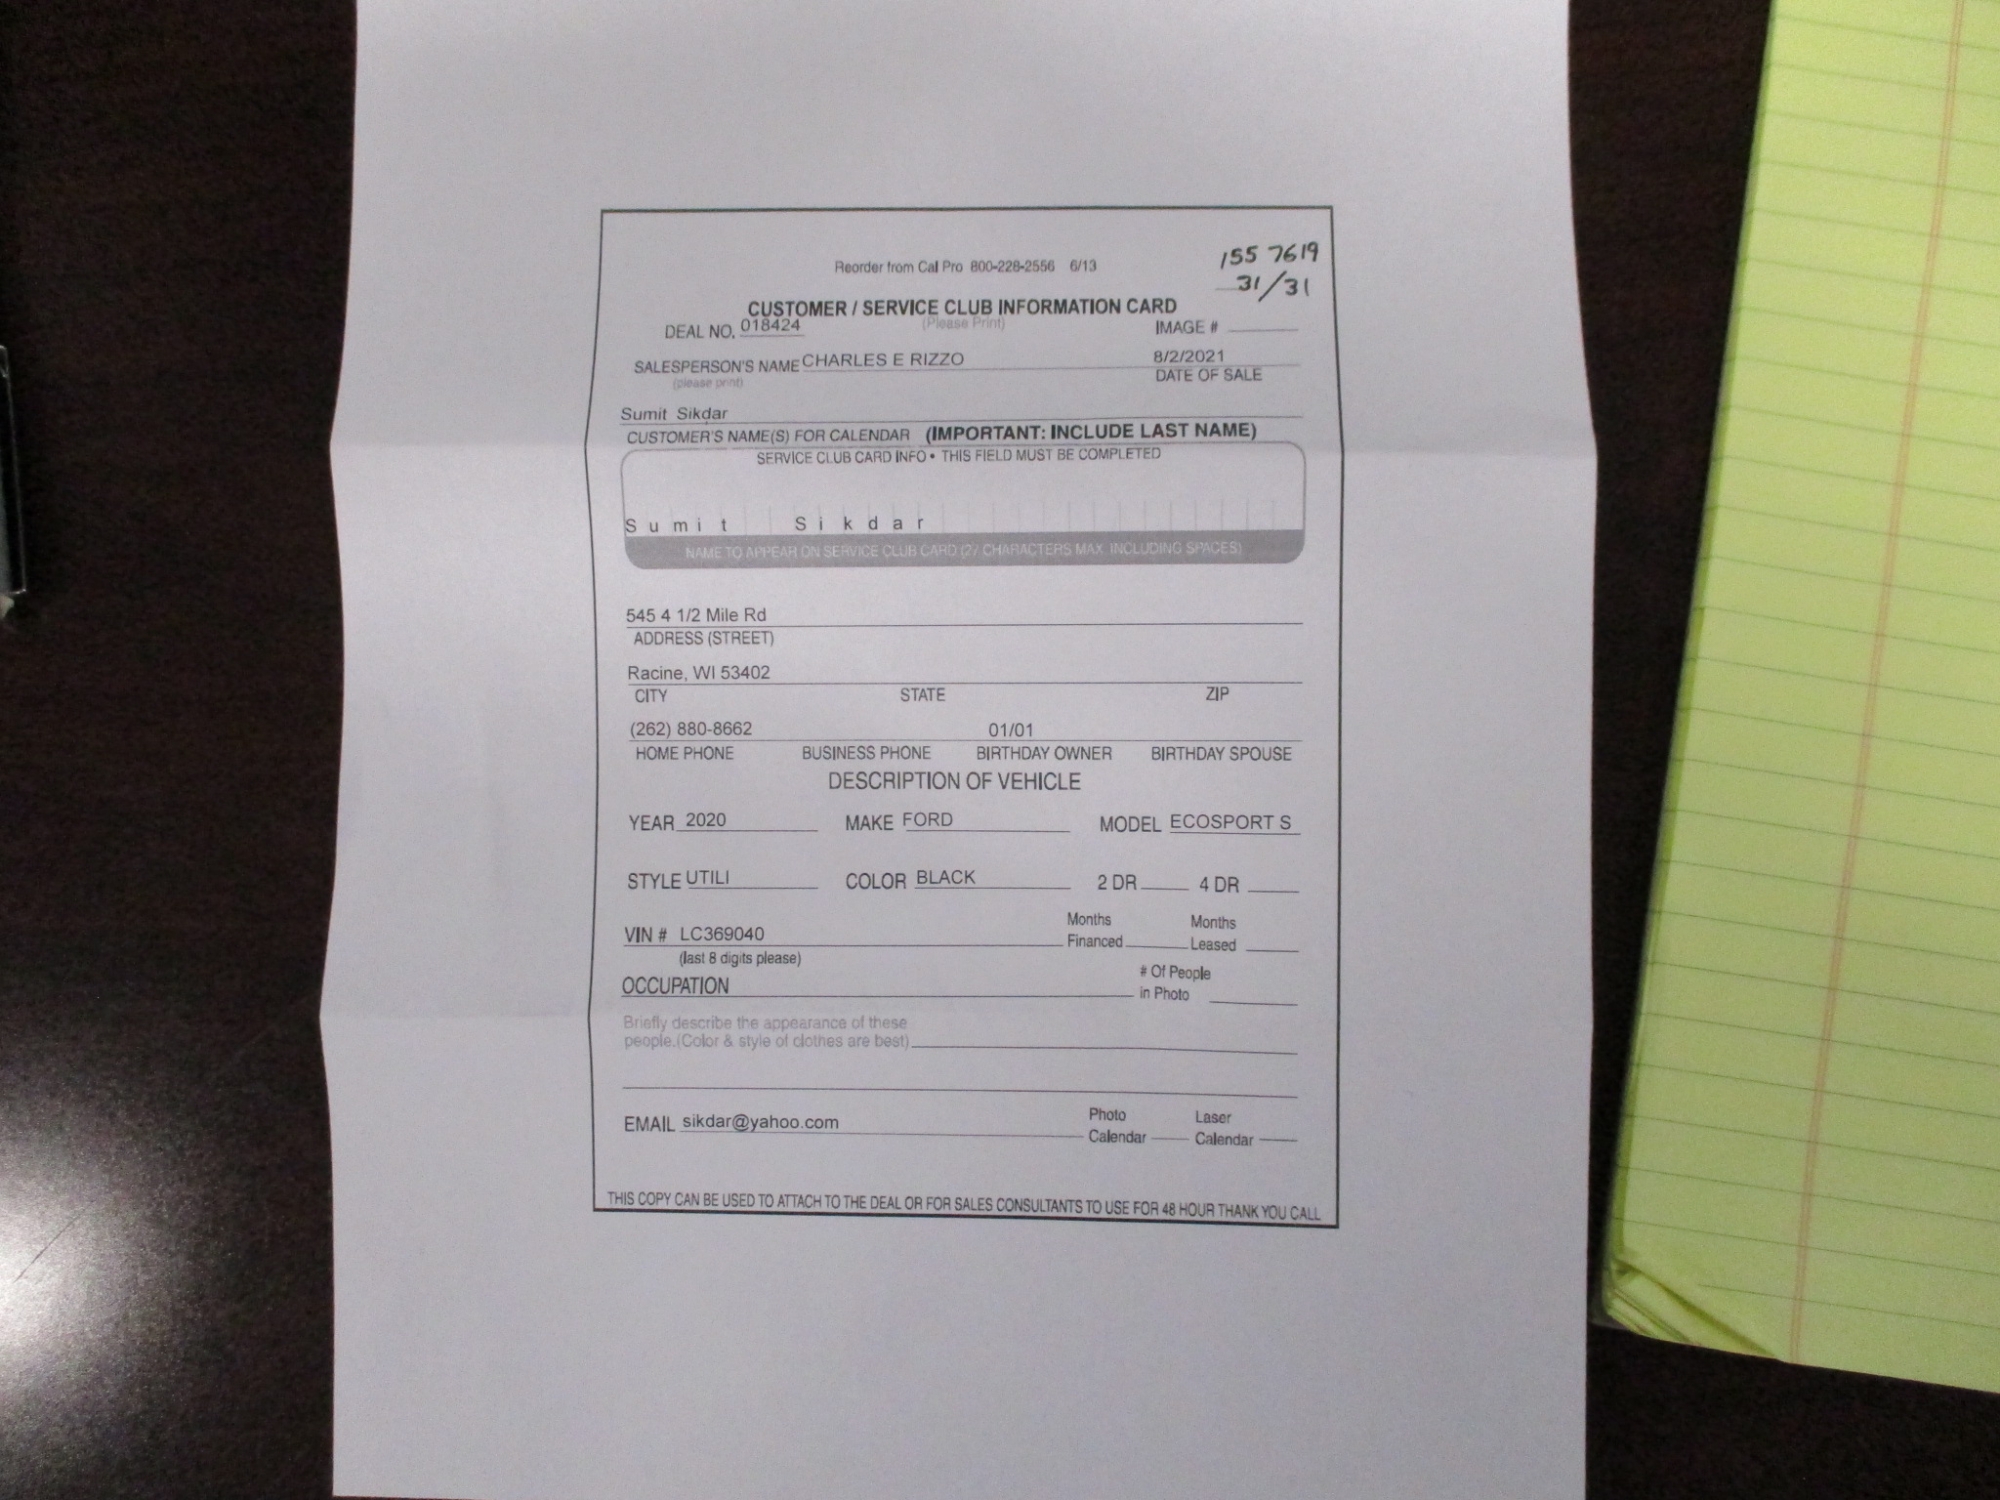 Reorder from Cal Pro 800-228-2556 6/13
155 7619
31/31
CUSTOMER / SERVICE CLUB INFORMATION CARD
(Please Print)
DEAL NO. 018424 IMAGE #
SALESPERSON'S NAME CHARLES E RIZZO 8/2/2021
(please print) DATE OF SALE
Sumit Sikdar
CUSTOMER'S NAME(S) FOR CALENDAR (IMPORTANT: INCLUDE LAST NAME)
SERVICE CLUB CARD INFO • THIS FIELD MUST BE COMPLETED
Sumit Sikdar
NAME TO APPEAR ON SERVICE CLUB CARD (27 CHARACTERS MAX. INCLUDING SPACES)
545 4 1/2 Mile Rd
ADDRESS (STREET)
Racine, WI 53402
CITY STATE ZIP
(262) 880-8662 01/01
HOME PHONE BUSINESS PHONE BIRTHDAY OWNER BIRTHDAY SPOUSE
DESCRIPTION OF VEHICLE
YEAR 2020 MAKE FORD MODEL ECOSPORT S
STYLE UTILI COLOR BLACK 2 DR 4 DR
Months Months
VIN # LC369040 Financed Leased
(last 8 digits please)
# Of People
OCCUPATION in Photo
Briefly describe the appearance of these
people.(Color & style of clothes are best)
Photo Laser
EMAIL sikdar@yahoo.com Calendar Calendar
THIS COPY CAN BE USED TO ATTACH TO THE DEAL OR FOR SALES CONSULTANTS TO USE FOR 48 HOUR THANK YOU CALL